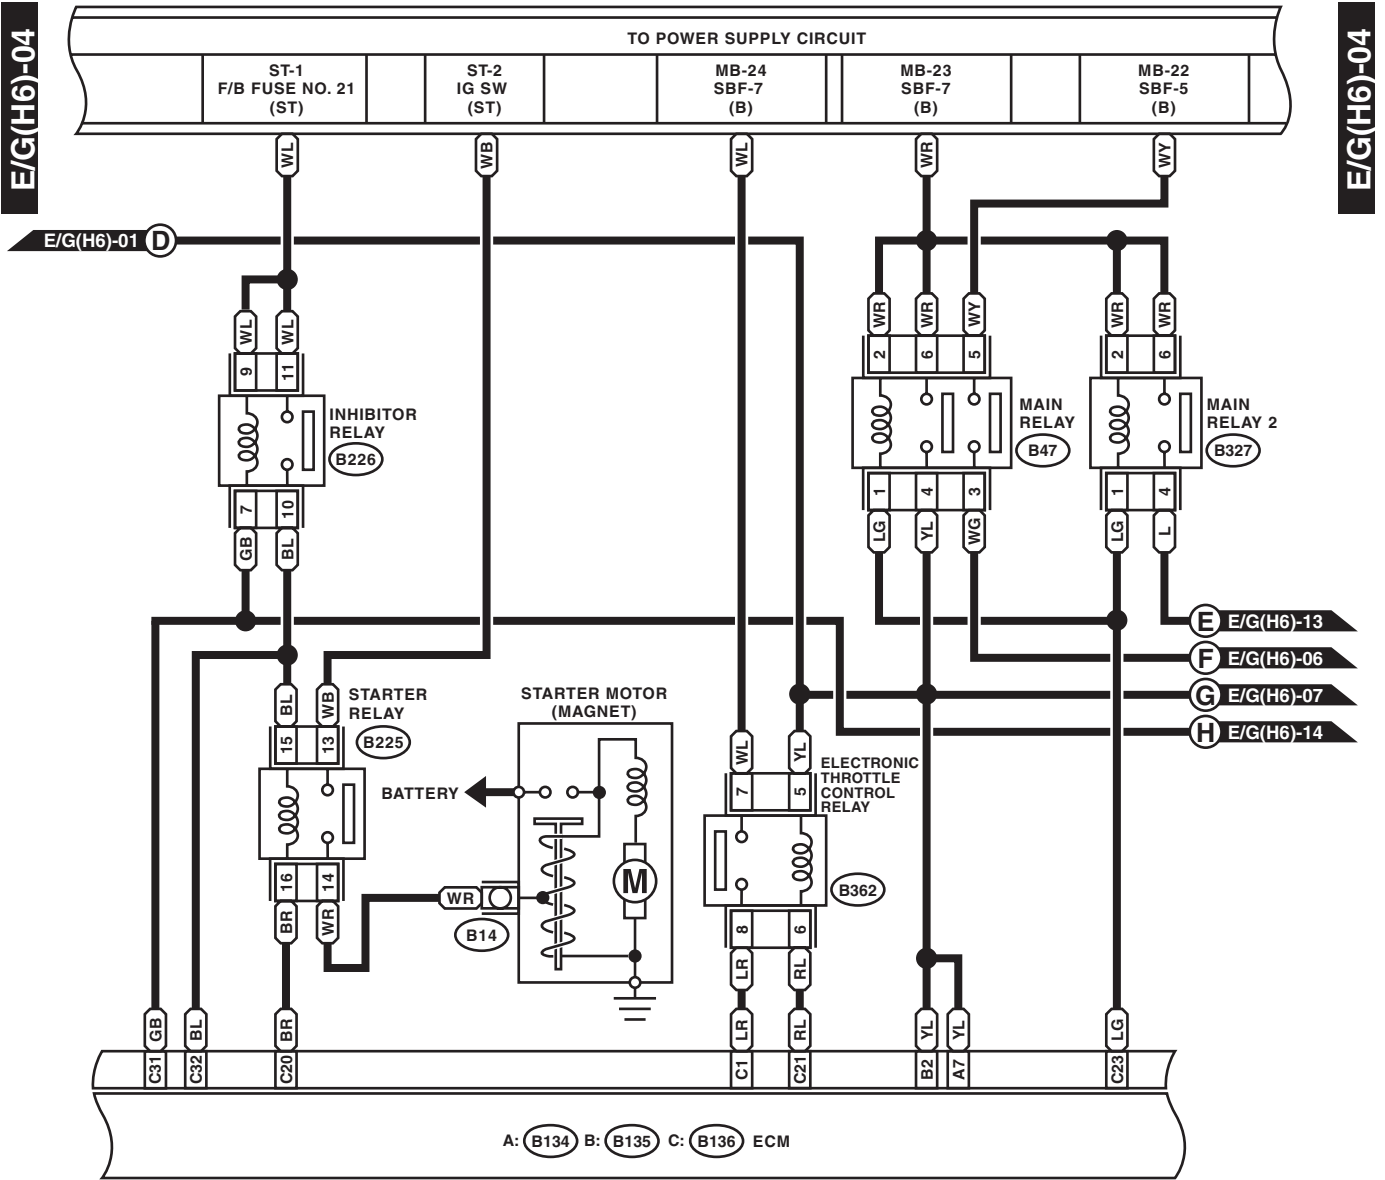 E/G(H6)-04
E/G(H6)-04
TO POWER SUPPLY CIRCUIT
ST-1
F/B FUSE NO. 21
(ST)
ST-2
IG SW
(ST)
MB-24
SBF-7
(B)
MB-23
SBF-7
(B)
MB-22
SBF-5
(B)
WL
WB
WL
WR
WY
E/G(H6)-01 D
WL
WL
WR
WR
WY
WR
WR
9
11
2
6
5
2
6
INHIBITOR
RELAY
B226
MAIN
RELAY
B47
MAIN
RELAY 2
B327
7
10
1
4
3
1
4
GB
BL
LG
YL
WG
LG
L
E E/G(H6)-13
F E/G(H6)-06
G E/G(H6)-07
H E/G(H6)-14
BL
WB
STARTER
RELAY
B225
15
13
STARTER MOTOR
(MAGNET)
BATTERY
M
WL
YL
7
5
ELECTRONIC
THROTTLE
CONTROL
RELAY
B362
16
14
BR
WR
WR
B14
8
6
LR
RL
GB
BL
BR
LR
RL
YL
YL
LG
C31
C32
C20
C1
C21
B2
A7
C23
A: B134 B: B135 C: B136 ECM